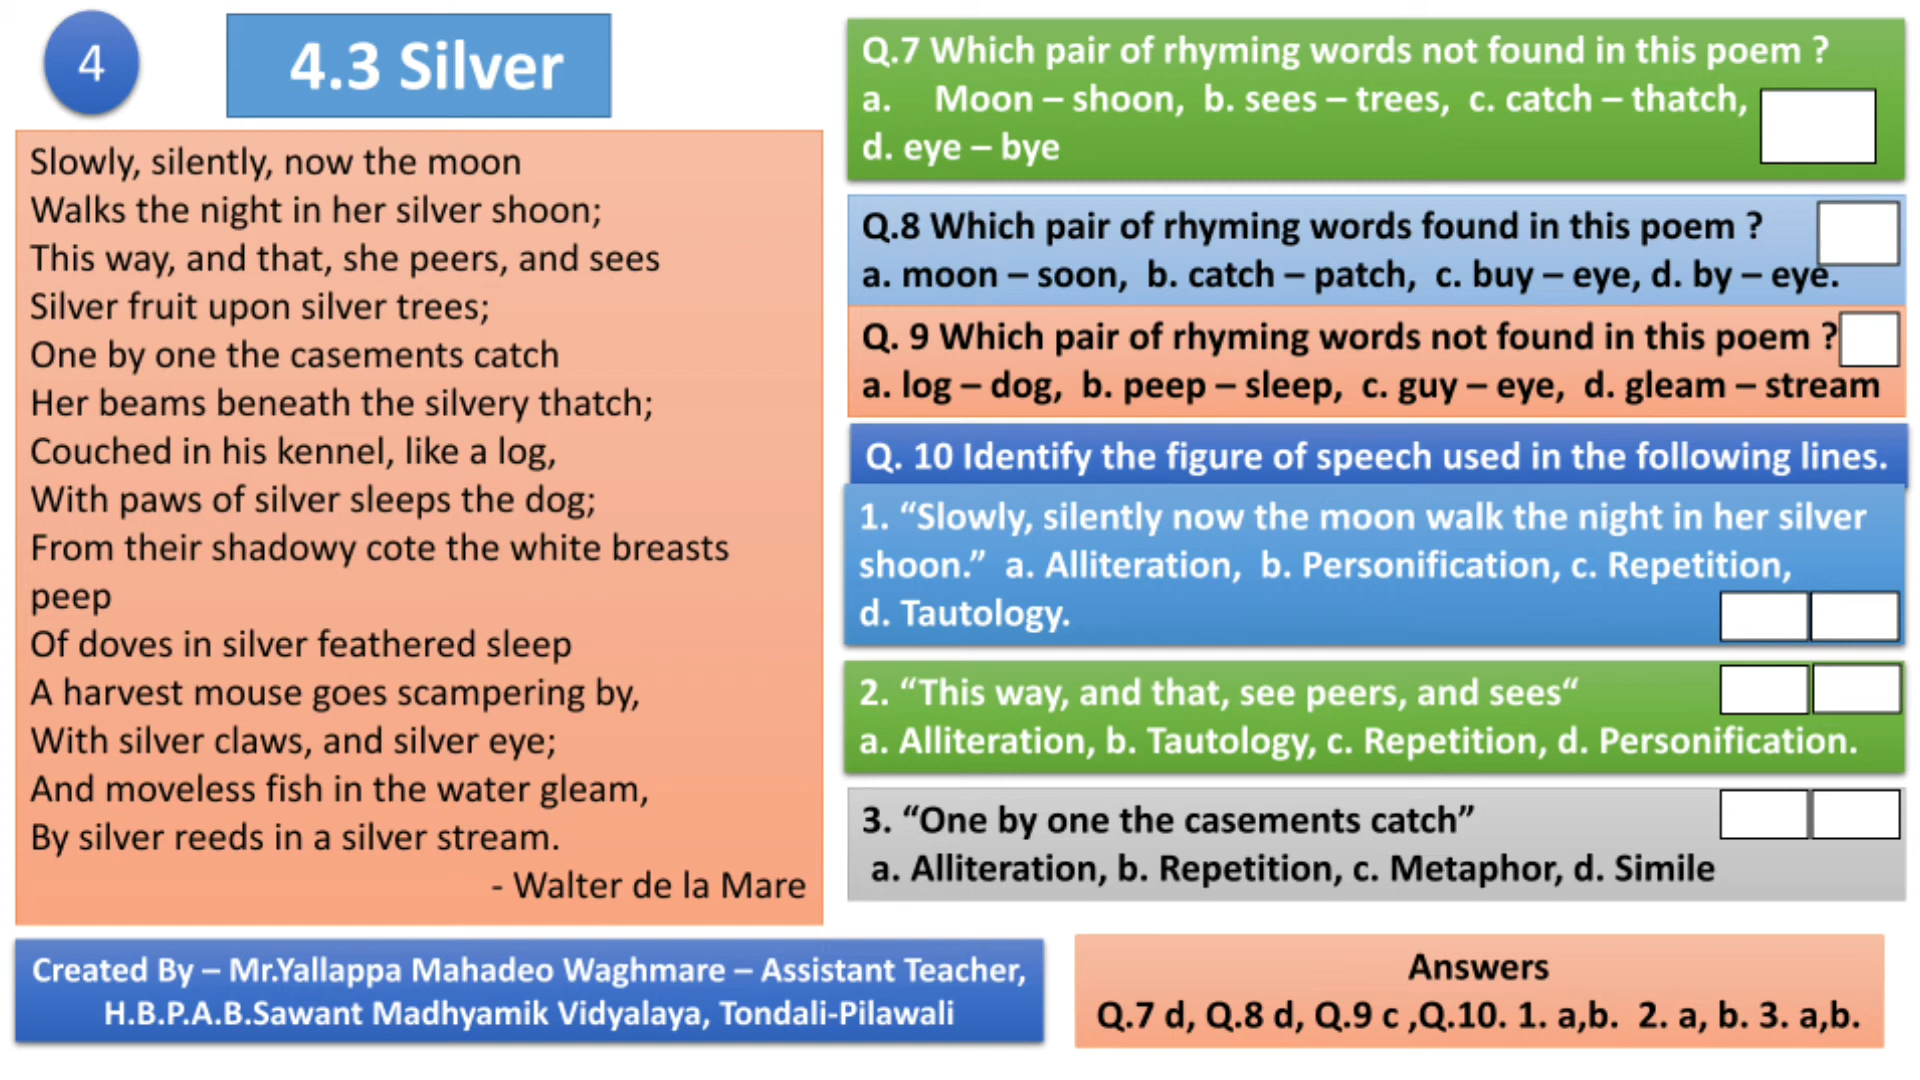 4
4.3 Silver
Slowly, silently, now the moon
Walks the night in her silver shoon;
This way, and that, she peers, and sees
Silver fruit upon silver trees;
One by one the casements catch
Her beams beneath the silvery thatch;
Couched in his kennel, like a log,
With paws of silver sleeps the dog;
From their shadowy cote the white breasts
peep
Of doves in silver feathered sleep
A harvest mouse goes scampering by,
With silver claws, and silver eye;
And moveless fish in the water gleam,
By silver reeds in a silver stream.
- Walter de la Mare
Q.7 Which pair of rhyming words not found in this poem ?
a. Moon – shoon, b. sees – trees, c. catch – thatch,
d. eye – bye
Q.8 Which pair of rhyming words found in this poem ?
a. moon – soon, b. catch – patch, c. buy – eye, d. by – eye.
Q. 9 Which pair of rhyming words not found in this poem ?
a. log – dog, b. peep – sleep, c. guy – eye, d. gleam – stream
Q. 10 Identify the figure of speech used in the following lines.
1. “Slowly, silently now the moon walk the night in her silver
shoon.” a. Alliteration, b. Personification, c. Repetition,
d. Tautology.
2. “This way, and that, see peers, and sees“
a. Alliteration, b. Tautology, c. Repetition, d. Personification.
3. “One by one the casements catch”
a. Alliteration, b. Repetition, c. Metaphor, d. Simile
Created By – Mr.Yallappa Mahadeo Waghmare – Assistant Teacher,
H.B.P.A.B.Sawant Madhyamik Vidyalaya, Tondali-Pilawali
Answers
Q.7 d, Q.8 d, Q.9 c ,Q.10. 1. a,b. 2. a, b. 3. a,b.